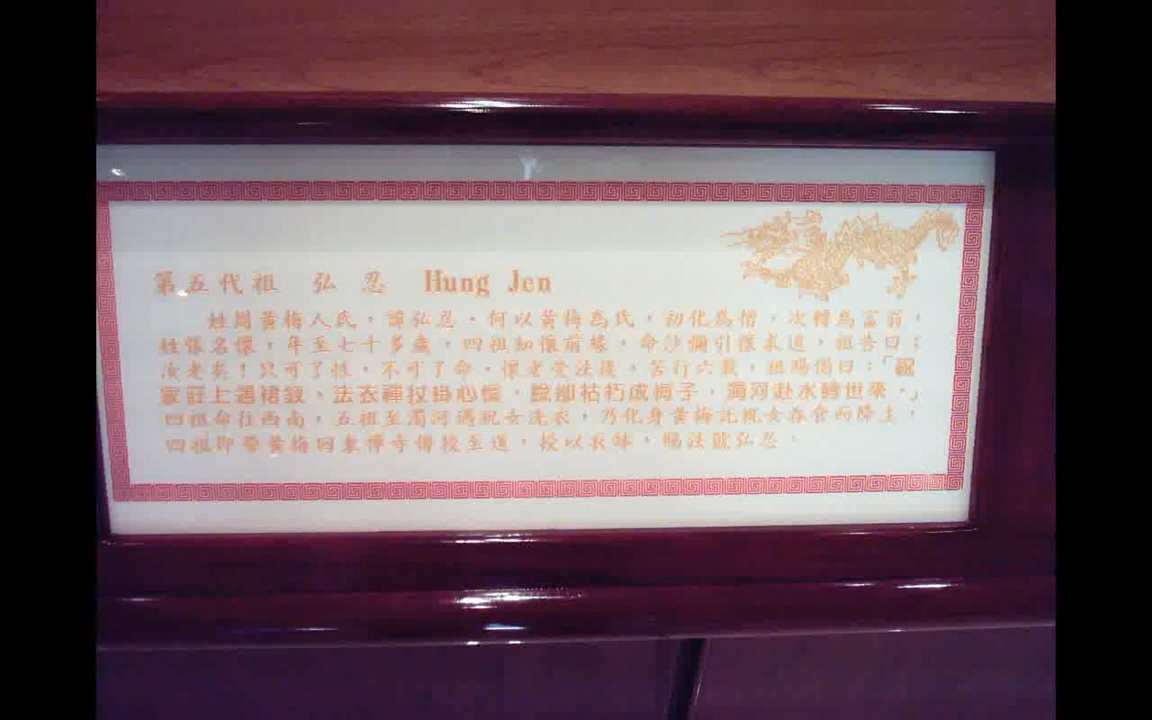 第五代祖 弘 忍 Hung Jen
姓周黃梅人氏，諱弘忍。何以黃梅為氏，初化為僧，次轉為富翁，
姓張名懷，年至七十多歲，四祖知懷前緣，命沙彌引懷求道，祖告曰：
汝老矣！只可了性，不可了命，懷老受法後，苦行六載，祖賜偈曰：「祝
家莊上遇裙釵，法衣禪杖掛心懷，
枯朽成梅子，濁河赴水轉世來。」
四祖命往西南，五祖至濁河遇祝女洗衣，乃化身黃梅託祝女吞食而降生
四祖即帶黃梅回東禪寺傳授至道，授以衣缽，賜法號弘忍。